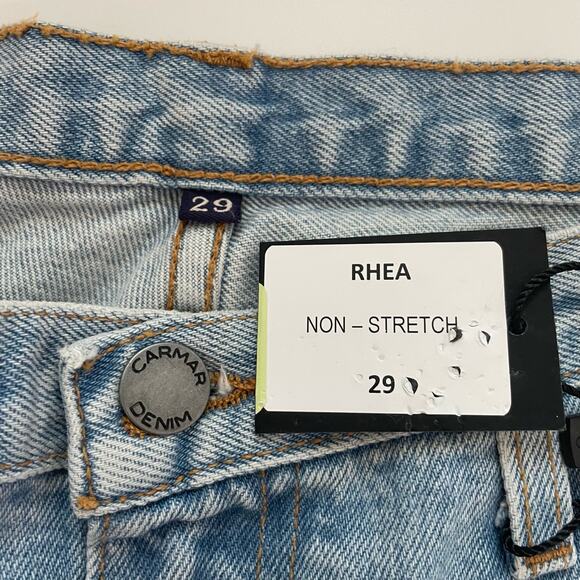 29
RHEA
NON – STRETCH
29
CARMAR
DENIM